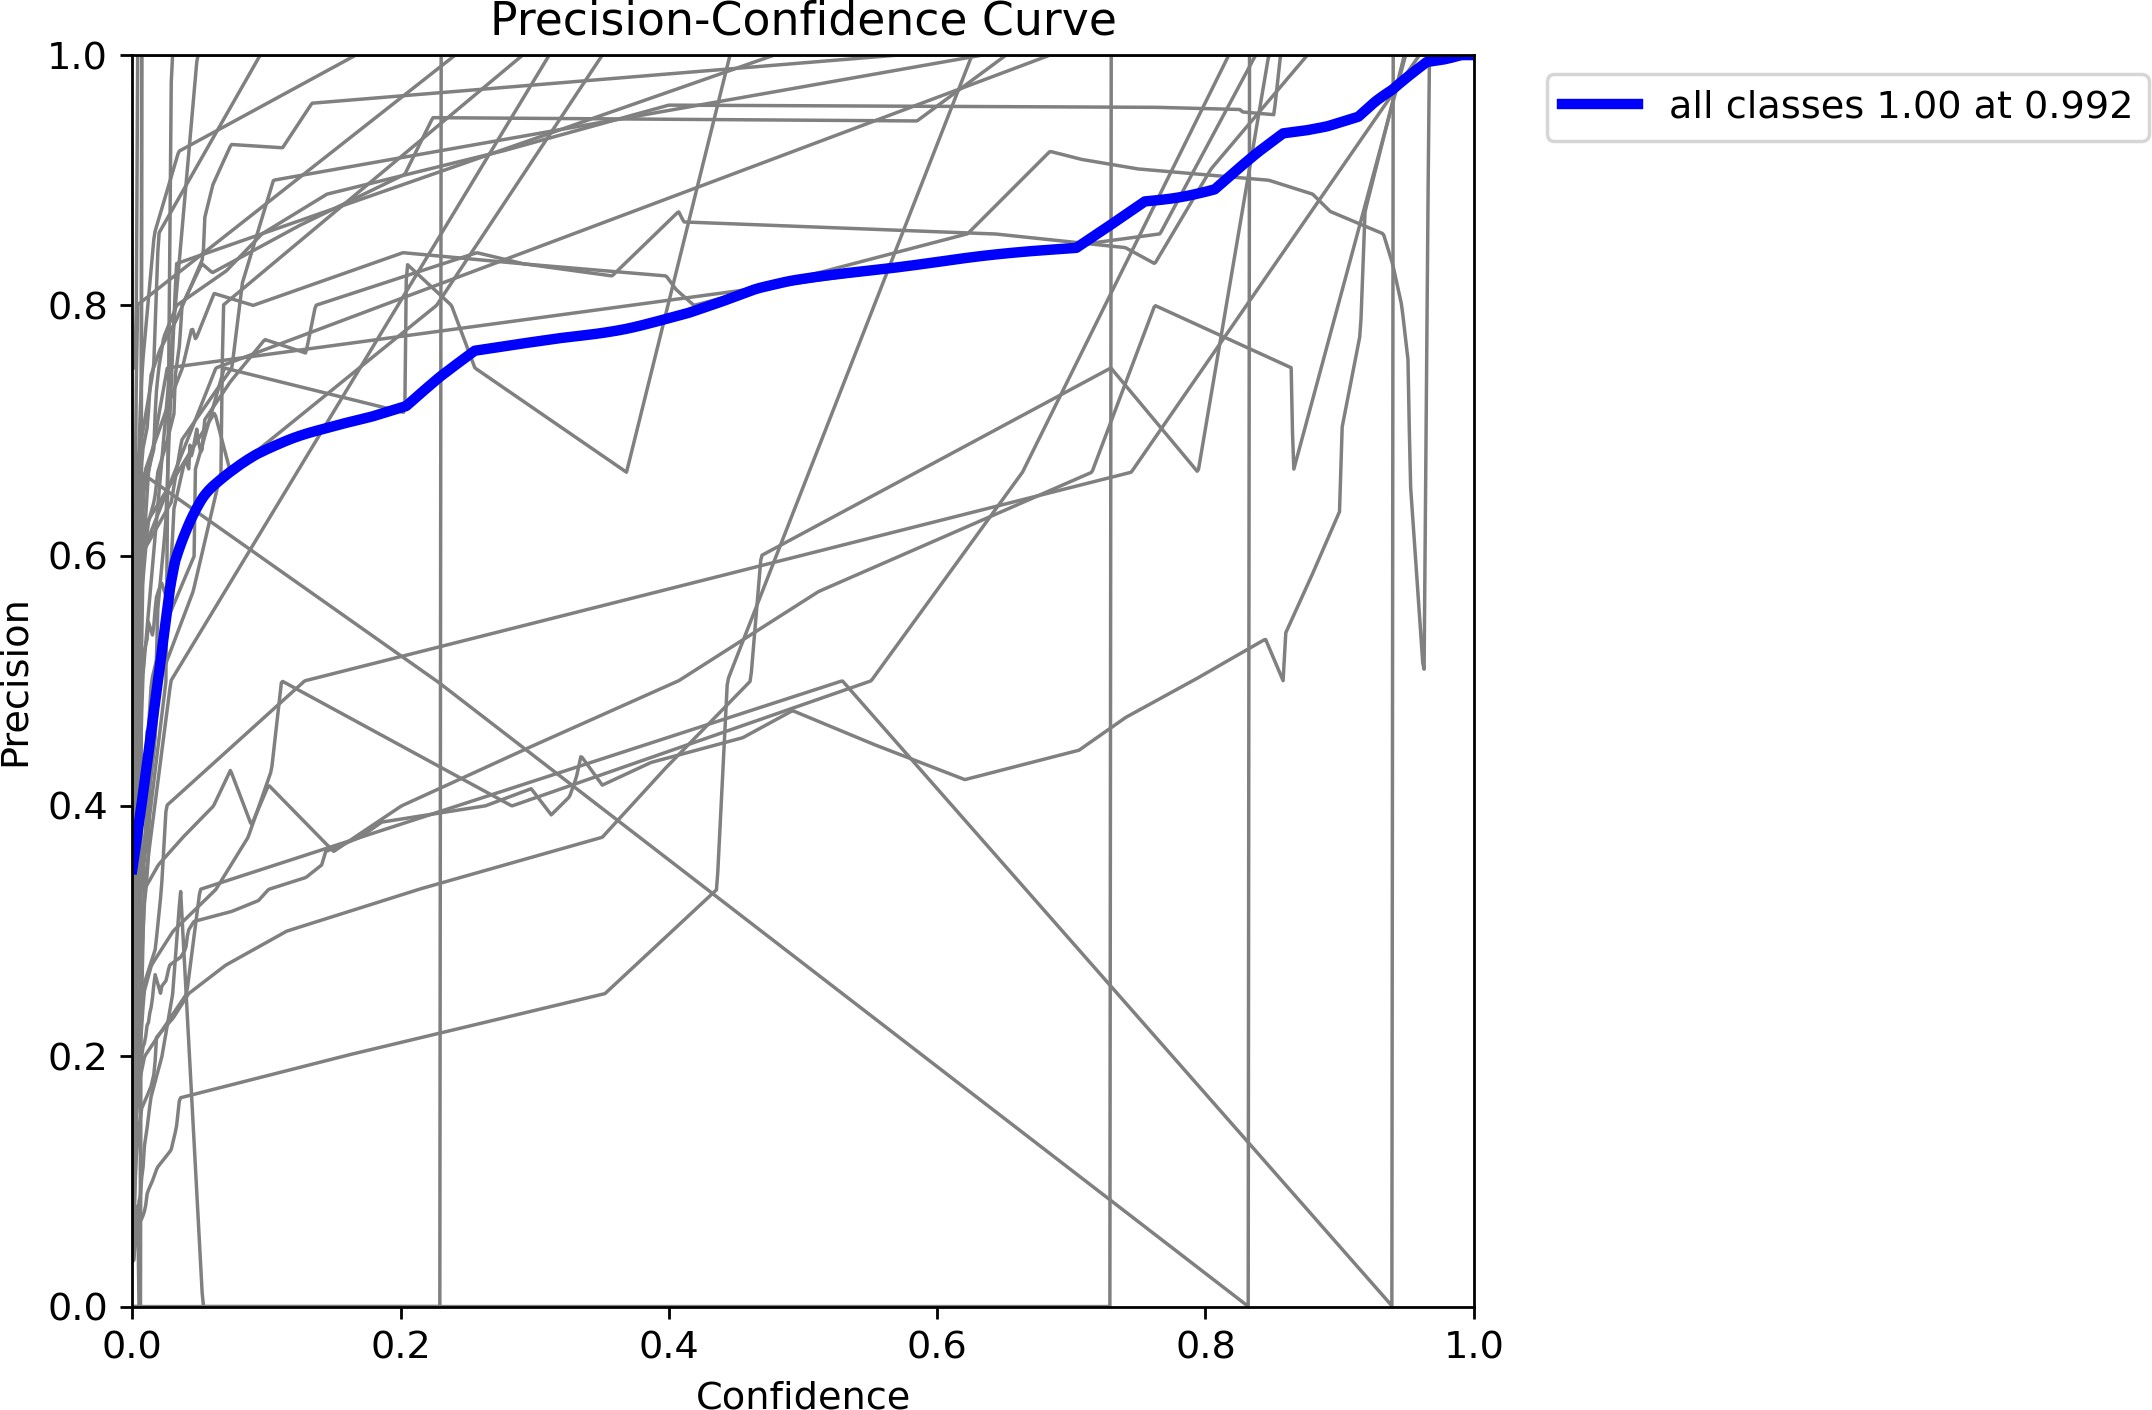 Precision-Confidence Curve
1.0
0.8
0.6
0.4
0.2
0.0
Precision
0.0 0.2 0.4 0.6 0.8 1.0
Confidence
all classes 1.00 at 0.992